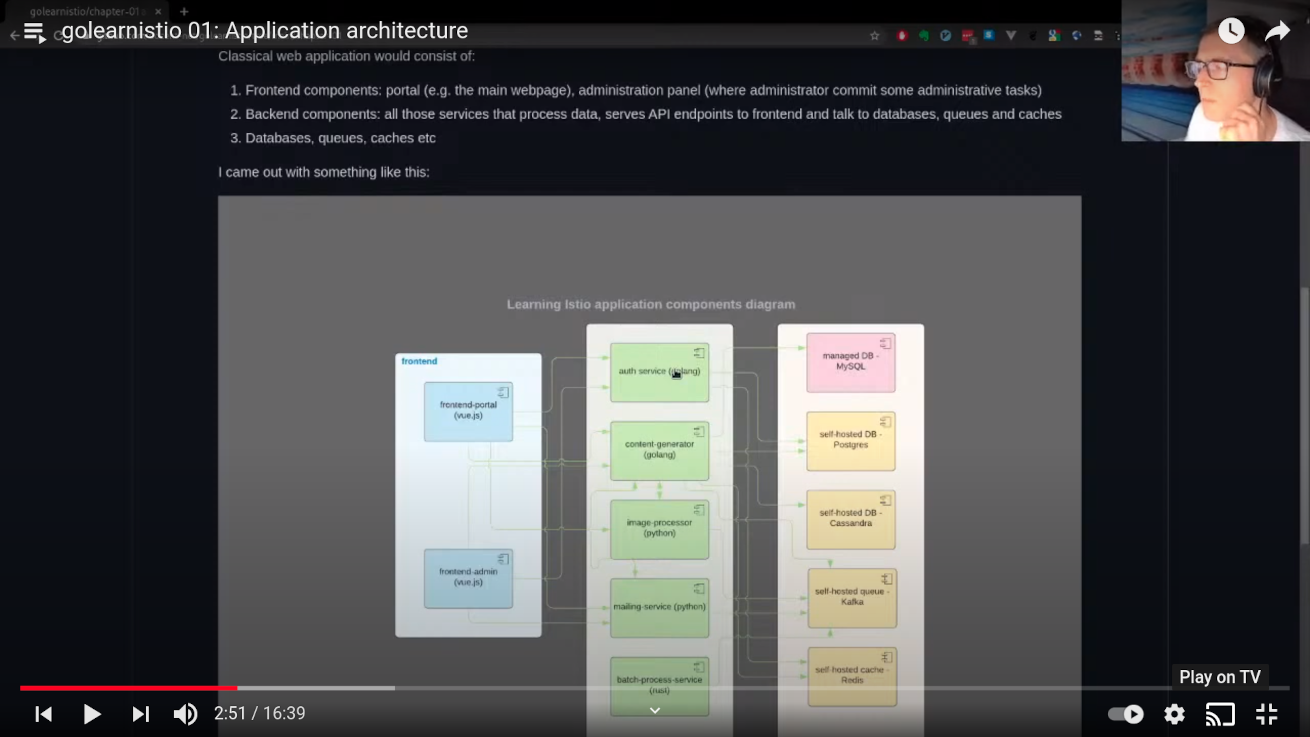 golearnistio/chapter-01
golearnistio 01: Application architecture
Classical web application would consist of:
1. Frontend components: portal (e.g. the main webpage), administration panel (where administrator commit some administrative tasks)
2. Backend components: all those services that process data, serves API endpoints to frontend and talk to databases, queues and caches
3. Databases, queues, caches etc
I came out with something like this:
Learning Istio application components diagram
frontend
frontend-portal
(vue.js)
frontend-admin
(vue.js)
auth service (golang)
content-generator
(golang)
image-processor
(python)
mailing-service (python)
batch-process-service
(rust)
managed DB -
MySQL
self-hosted DB -
Postgres
self-hosted DB -
Cassandra
self-hosted queue -
Kafka
self-hosted cache -
Redis
Play on TV
2:51 / 16:39